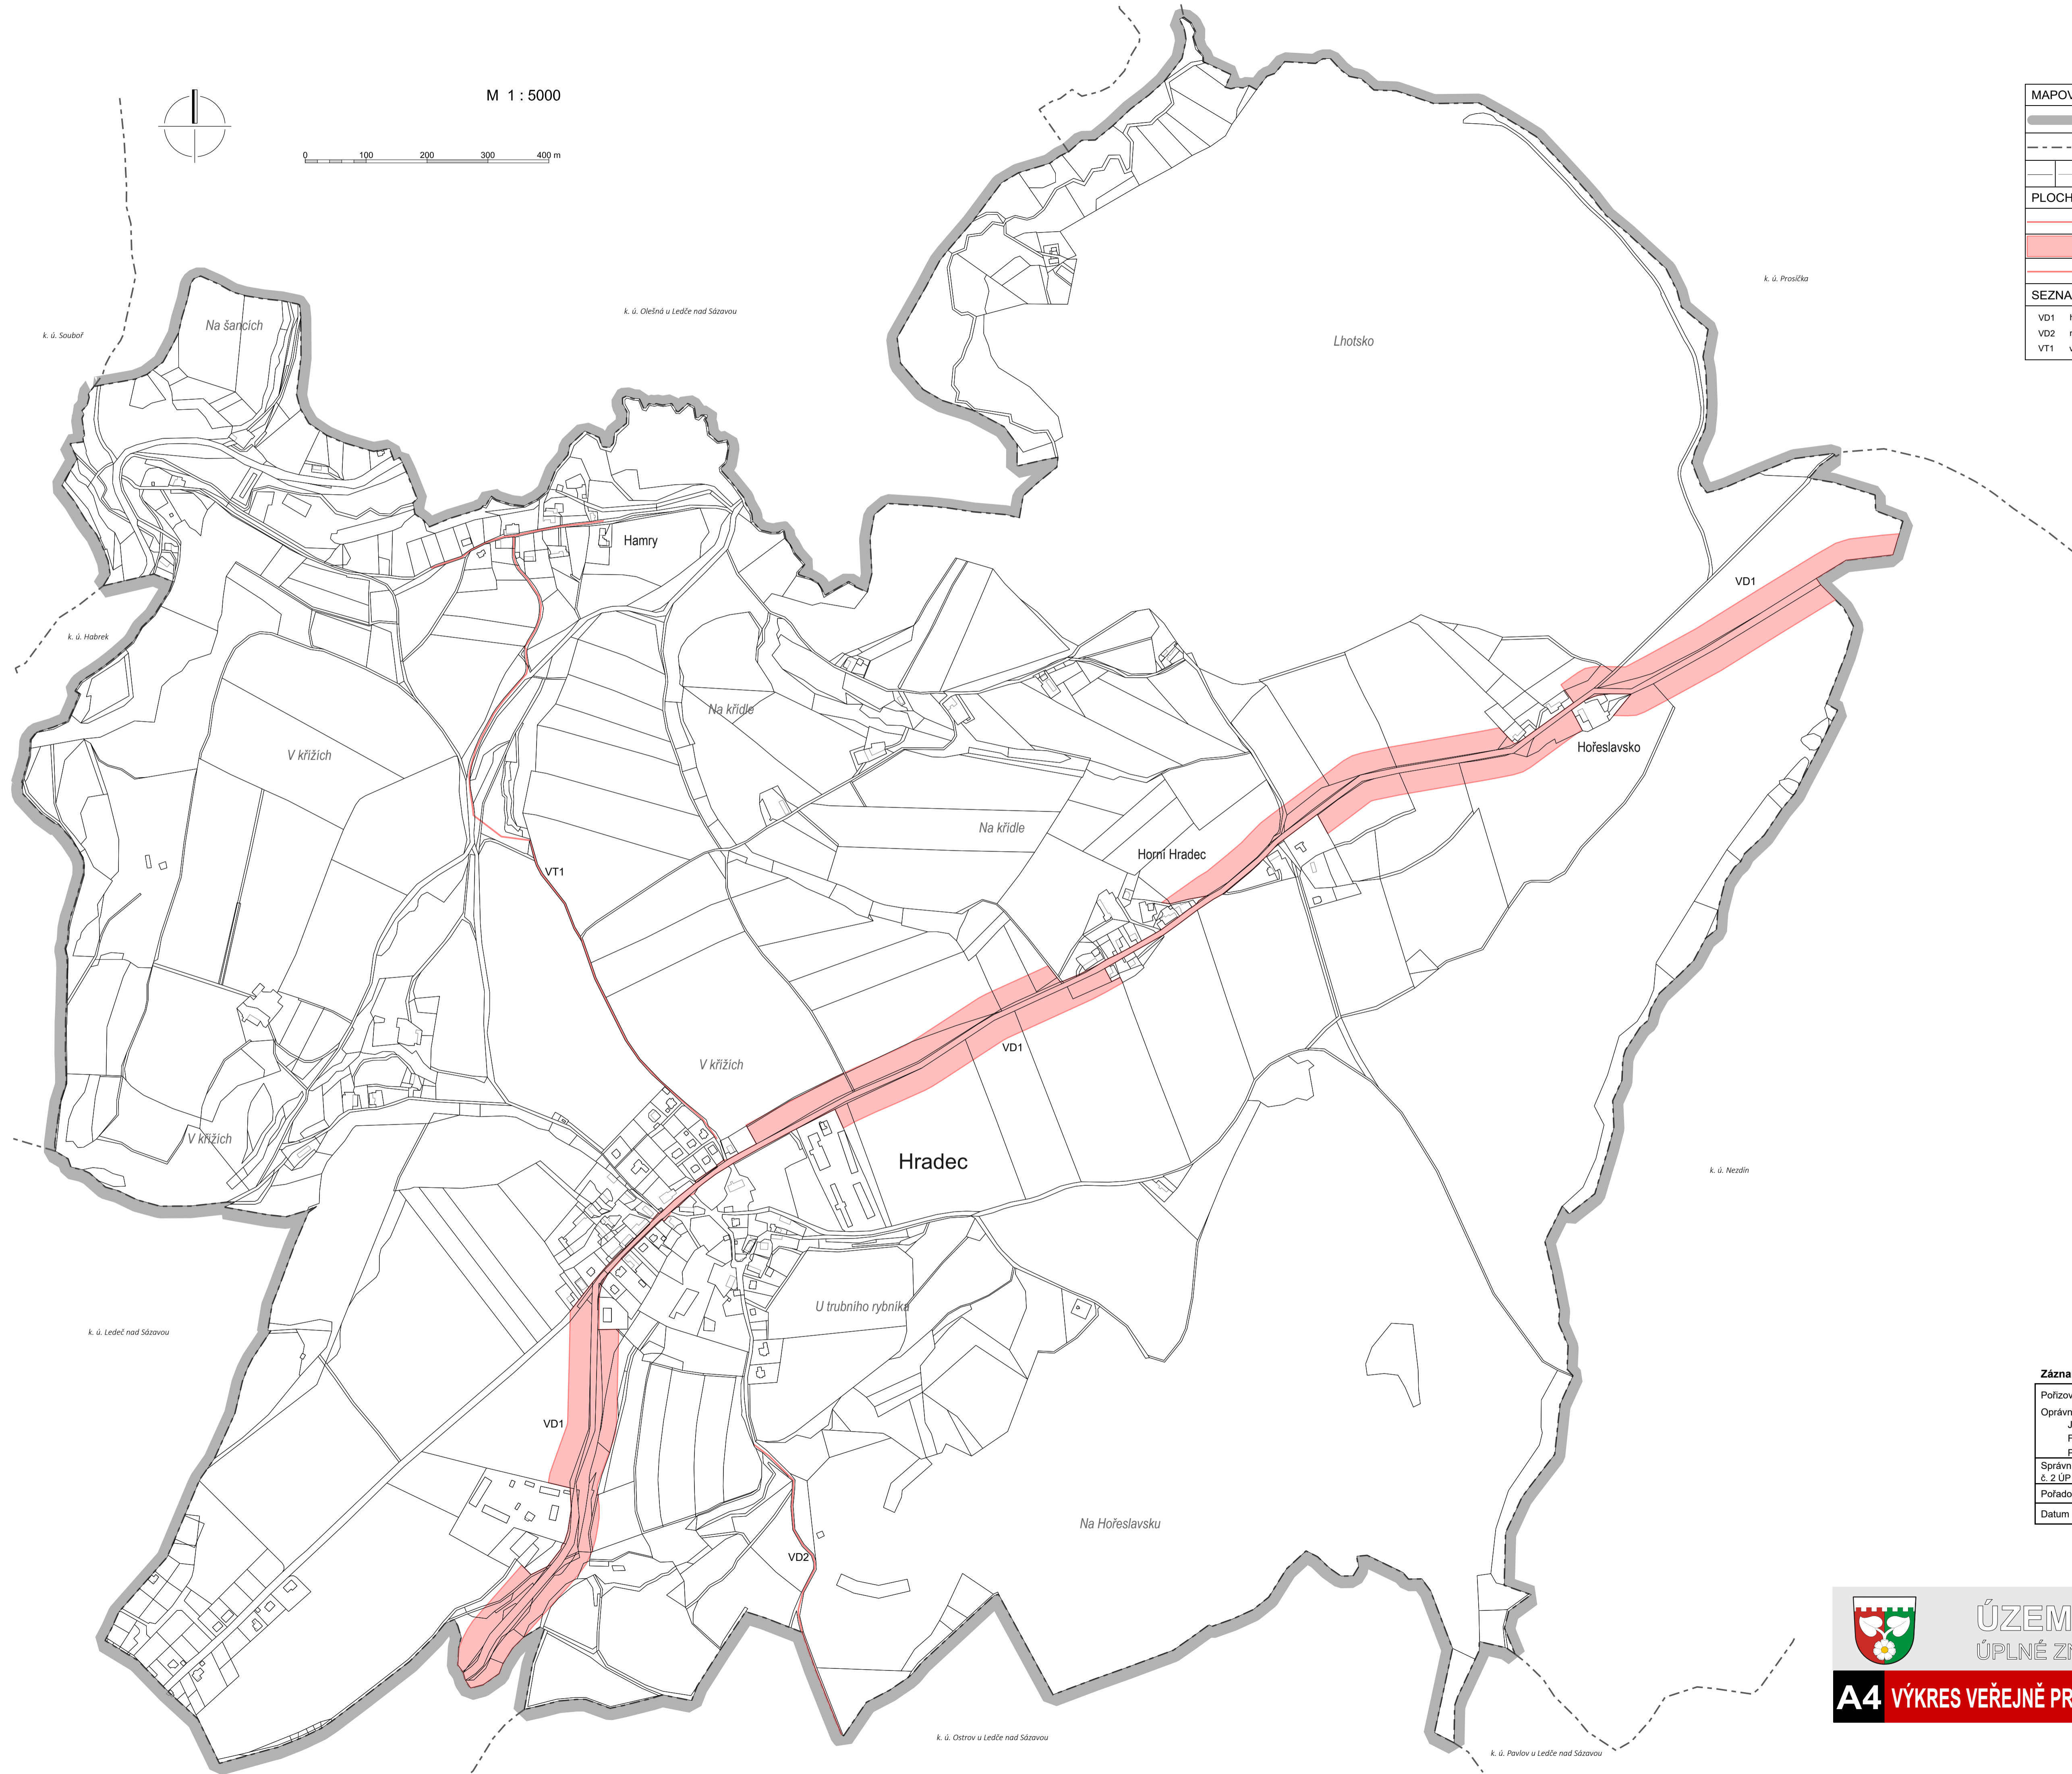 M 1 : 5000
0 100 200 300 400 m
k. ú. Souboř
Na šancích
k. ú. Olešná u Ledče nad Sázavou
Lhotsko
k. ú. Prosíčka
Hamry
k. ú. Habrek
VD1
Na křídle
V křížích
Hořeslavsko
Na křídle
Horní Hradec
VT1
VD1
V křížích
V křížích
Hradec
k. ú. Nezdín
U trubního rybníka
k. ú. Ledeč nad Sázavou
VD1
Na Hořeslavsku
VD2
k. ú. Ostrov u Ledče nad Sázavou
k. ú. Pavlov u Ledče nad Sázavou
MAPOV
PLOCH
SEZNA
VD1
VD2
VT1
Zázna
Pořizov
Oprávn
Správn
č. 2 ÚP
Pořado
Datum
ÚZEM
ÚPLNÉ ZN
A4 VÝKRES VEŘEJNĚ PR